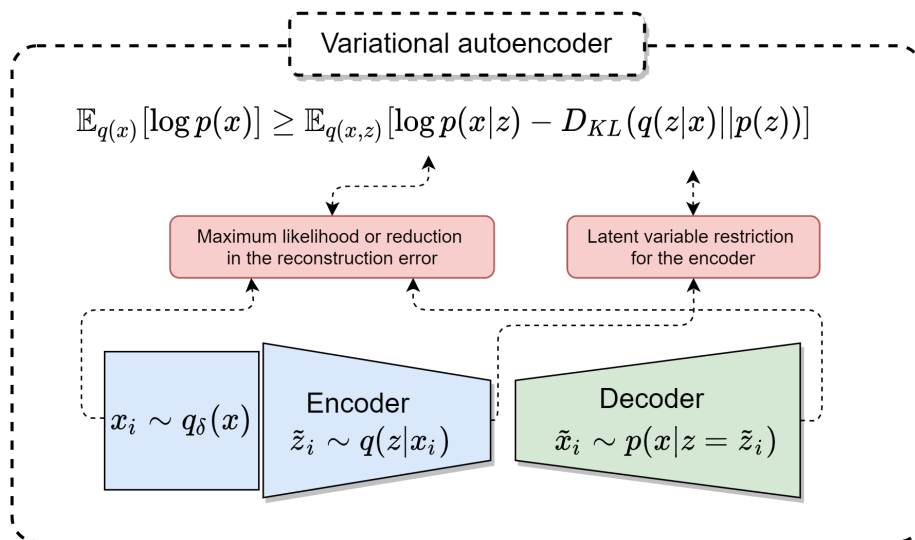 Variational autoencoder
𝔼_{q(x)}[log p(x)] ≥ 𝔼_{q(x,z)}[log p(x|z) − D_{KL}(q(z|x)||p(z))]
Maximum likelihood or reduction
in the reconstruction error
Latent variable restriction
for the encoder
x_i ∼ q_δ(x)
Encoder
z̃_i ∼ q(z|x_i)
Decoder
x̃_i ∼ p(x|z = z̃_i)